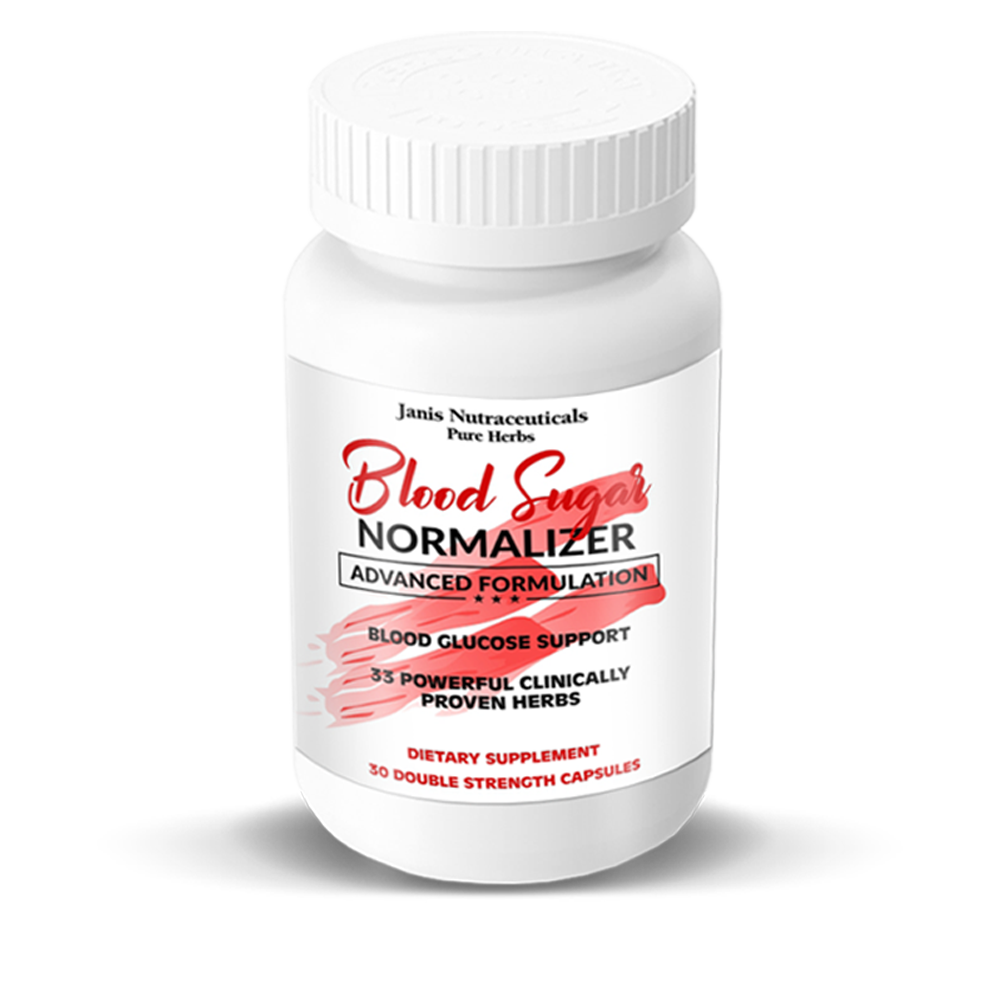 Janis Nutraceuticals
Pure Herbs
Blood Sugar
NORMALIZER
ADVANCED FORMULATION
BLOOD GLUCOSE SUPPORT
33 POWERFUL CLINICALLY
PROVEN HERBS
DIETARY SUPPLEMENT
30 DOUBLE STRENGTH CAPSULES